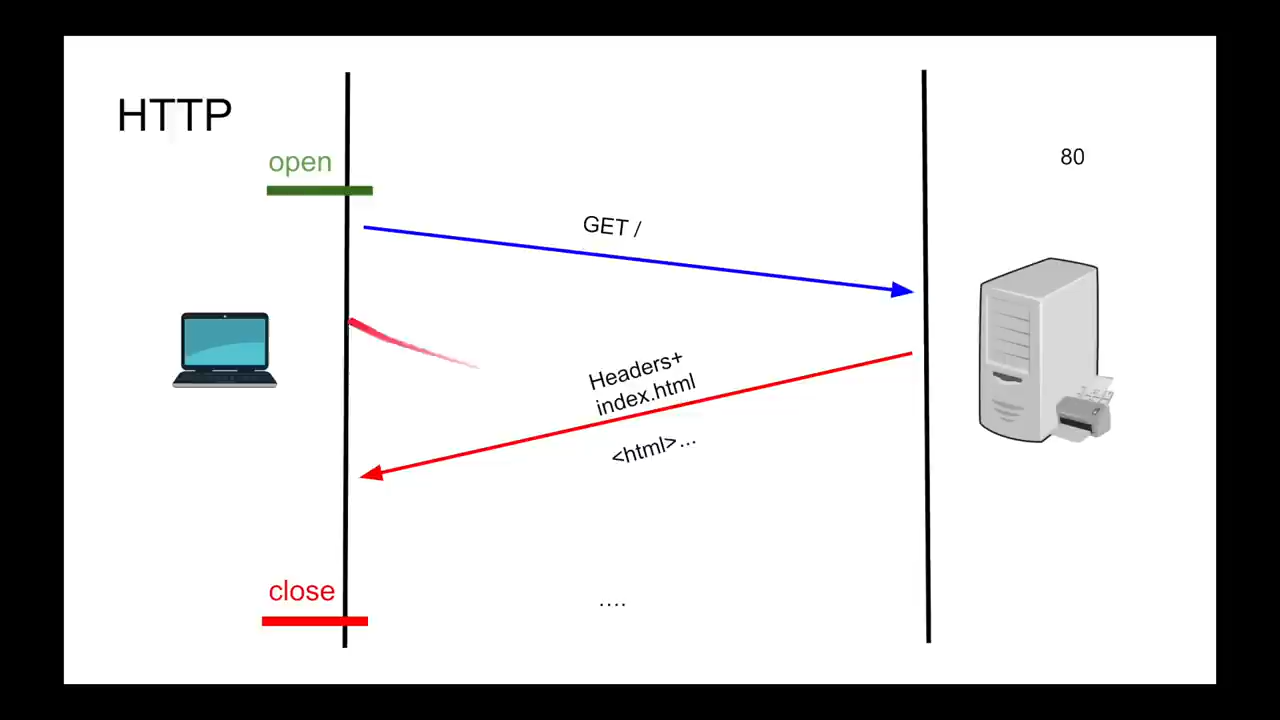 HTTP
open
80
GET /
Headers+
index.html
<html>...
close
....